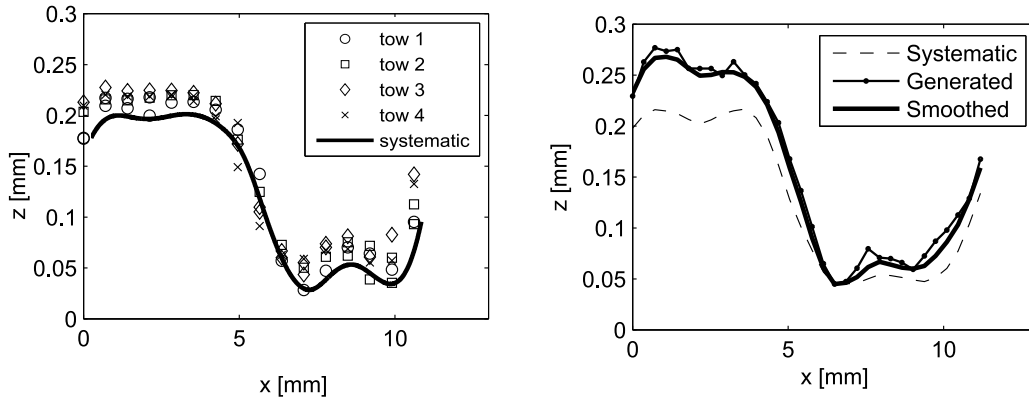 0.3
0.25
0.2
0.15
0.1
0.05
0
0 5 10
z [mm]
x [mm]
tow 1
tow 2
tow 3
tow 4
systematic
0.3
0.25
0.2
0.15
0.1
0.05
0
0 5 10
z [mm]
x [mm]
Systematic
Generated
Smoothed